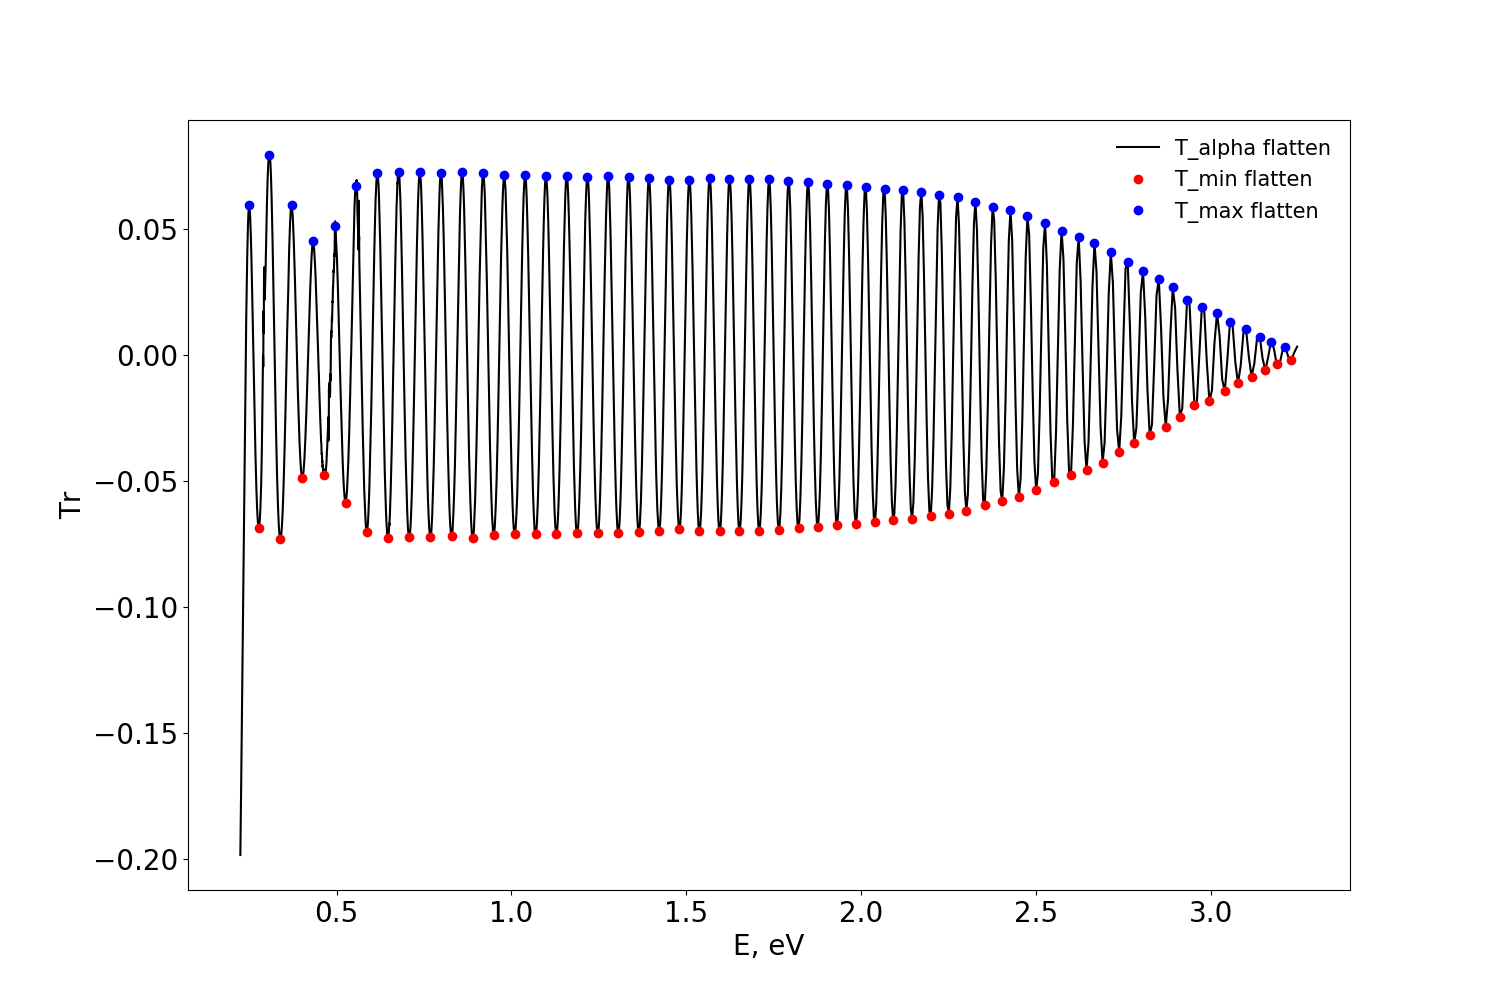 T_alpha flatten
T_min flatten
T_max flatten
0.05
0.00
−0.05
−0.10
−0.15
−0.20
Tr
0.5 1.0 1.5 2.0 2.5 3.0
E, eV